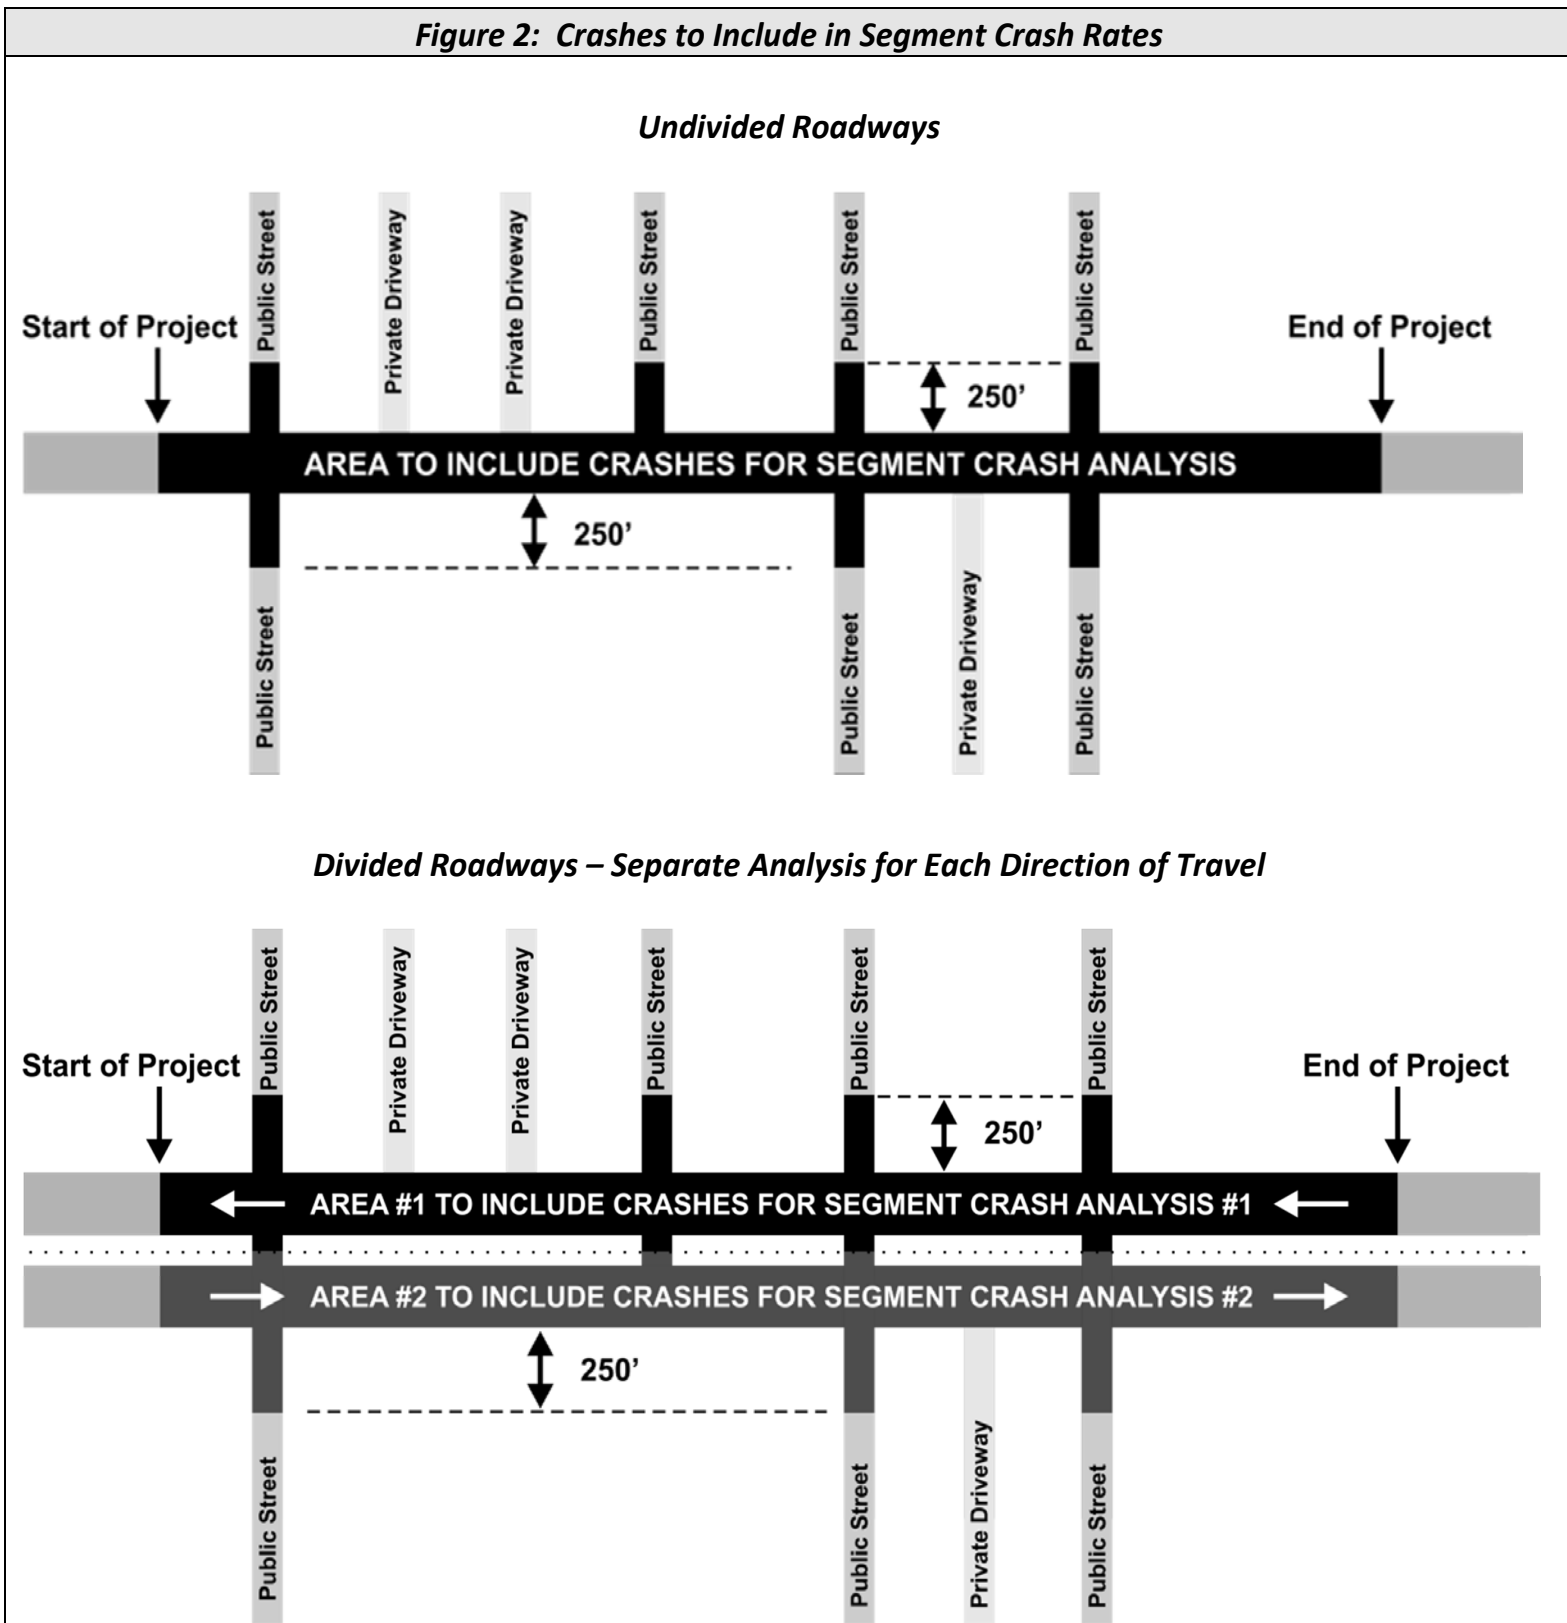 Figure 2:  Crashes to Include in Segment Crash Rates
Undivided Roadways
Public Street
Private Driveway
Private Driveway
Public Street
Public Street
Public Street
Start of Project
End of Project
250’
AREA TO INCLUDE CRASHES FOR SEGMENT CRASH ANALYSIS
250’
Public Street
Public Street
Private Driveway
Public Street
Divided Roadways – Separate Analysis for Each Direction of Travel
Public Street
Private Driveway
Private Driveway
Public Street
Public Street
Public Street
Start of Project
End of Project
250’
AREA #1 TO INCLUDE CRASHES FOR SEGMENT CRASH ANALYSIS #1
AREA #2 TO INCLUDE CRASHES FOR SEGMENT CRASH ANALYSIS #2
250’
Public Street
Public Street
Private Driveway
Public Street